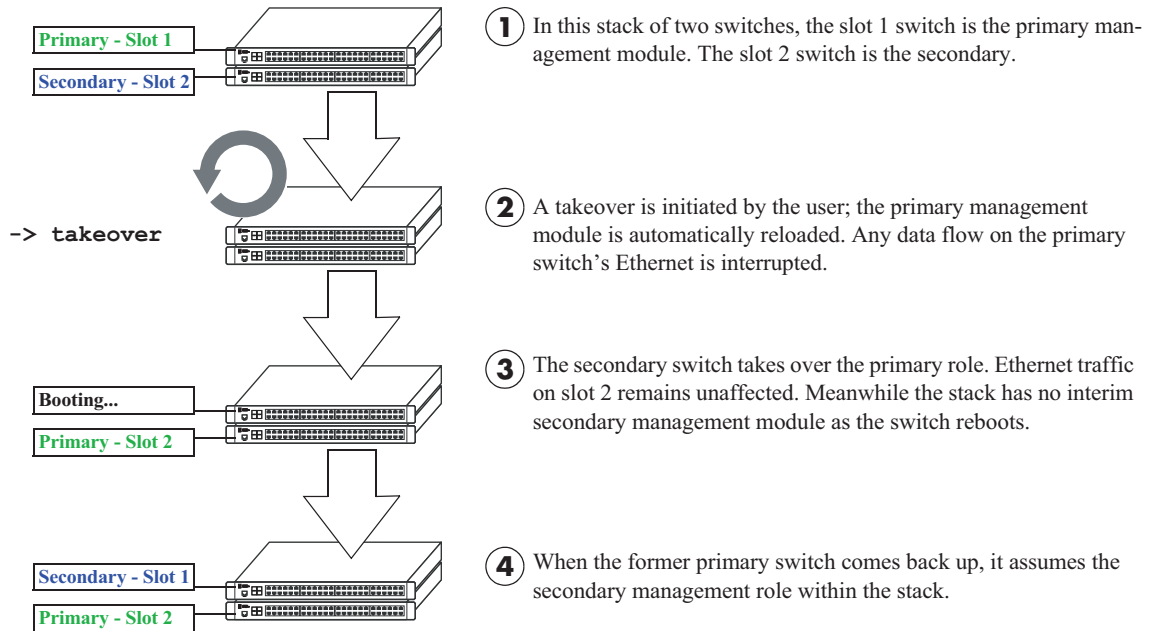 Primary - Slot 1
Secondary - Slot 2
1 In this stack of two switches, the slot 1 switch is the primary man-
agement module. The slot 2 switch is the secondary.
-> takeover
2 A takeover is initiated by the user; the primary management
module is automatically reloaded. Any data flow on the primary
switch's Ethernet is interrupted.
Booting...
Primary - Slot 2
3 The secondary switch takes over the primary role. Ethernet traffic
on slot 2 remains unaffected. Meanwhile the stack has no interim
secondary management module as the switch reboots.
Secondary - Slot 1
Primary - Slot 2
4 When the former primary switch comes back up, it assumes the
secondary management role within the stack.